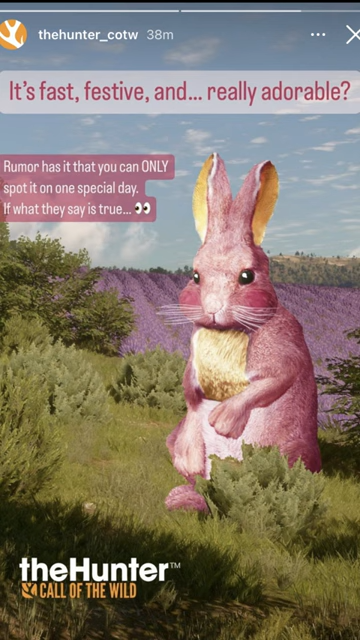 thehunter_cotw 38m
It's fast, festive, and... really adorable?
Rumor has it that you can ONLY
spot it on one special day.
If what they say is true... 👀
theHunter™
CALL OF THE WILD